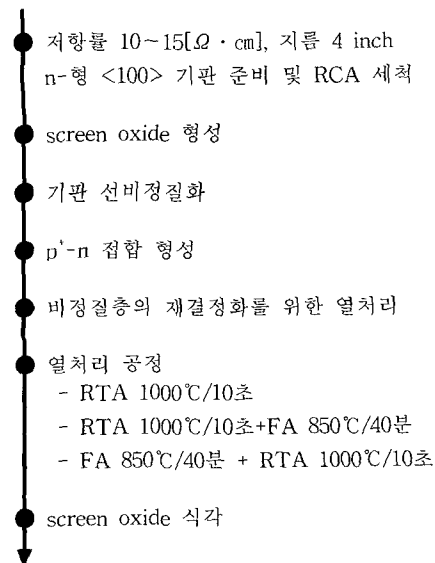 저항률 10~15[Ω · ㎝], 지름 4 inch
n-형 <100> 기판 준비 및 RCA 세척
screen oxide 형성
기판 선비정질화
p⁺-n 접합 형성
비정질층의 재결정화를 위한 열처리
열처리 공정
- RTA 1000℃/10초
- RTA 1000℃/10초+FA 850℃/40분
- FA 850℃/40분 + RTA 1000℃/10초
screen oxide 식각